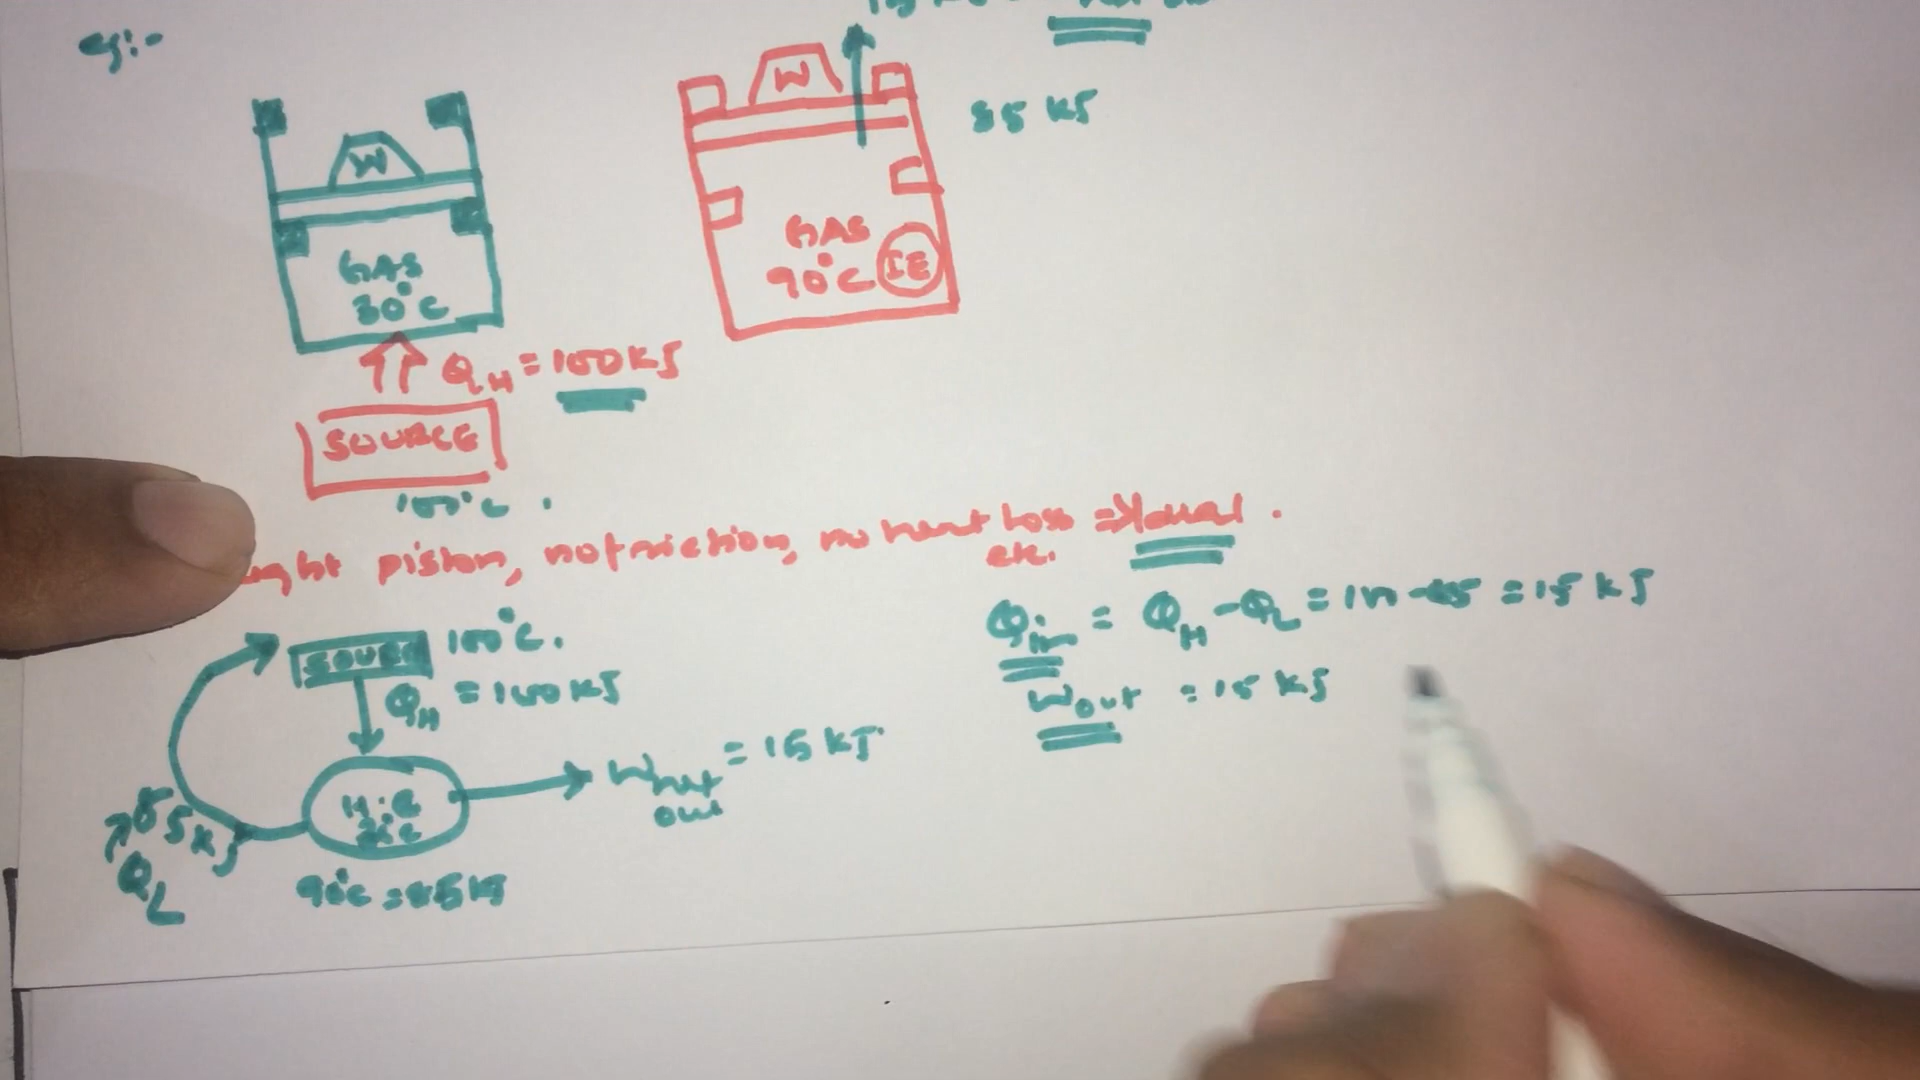 eg:-
W
GAS
30°C
QH = 100 KJ
SOURCE
100°C.
W
85 KJ
GAS
90°C IE
piston, no friction, no heat loss => Ideal.
etc.
SOURCE 100°C.
QH = 100 KJ
H.E
Wnet = 15 KJ
out
85 KJ
QL
90°C = 85 KJ
Qin = QH - QL = 100 - 85 = 15 KJ
Wout = 15 KJ